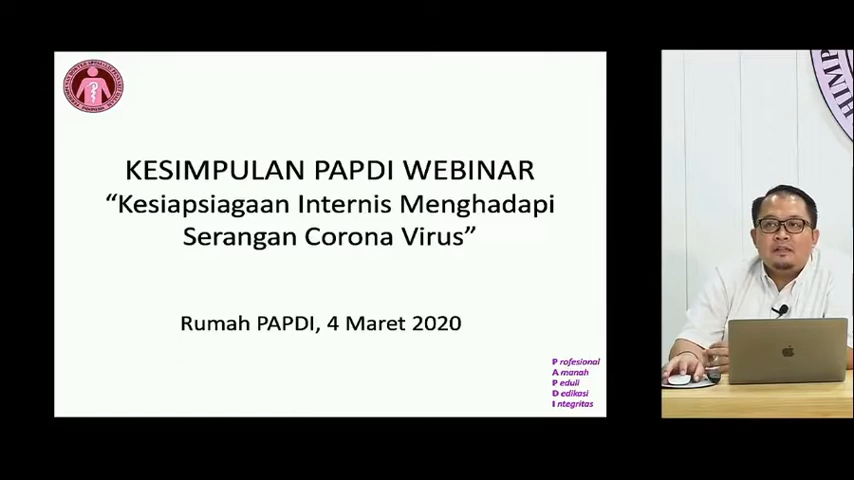 KESIMPULAN PAPDI WEBINAR
“Kesiapsiagaan Internis Menghadapi
Serangan Corona Virus”
Rumah PAPDI, 4 Maret 2020
Profesional
Amanah
Peduli
Dedikasi
Integritas
HIMP